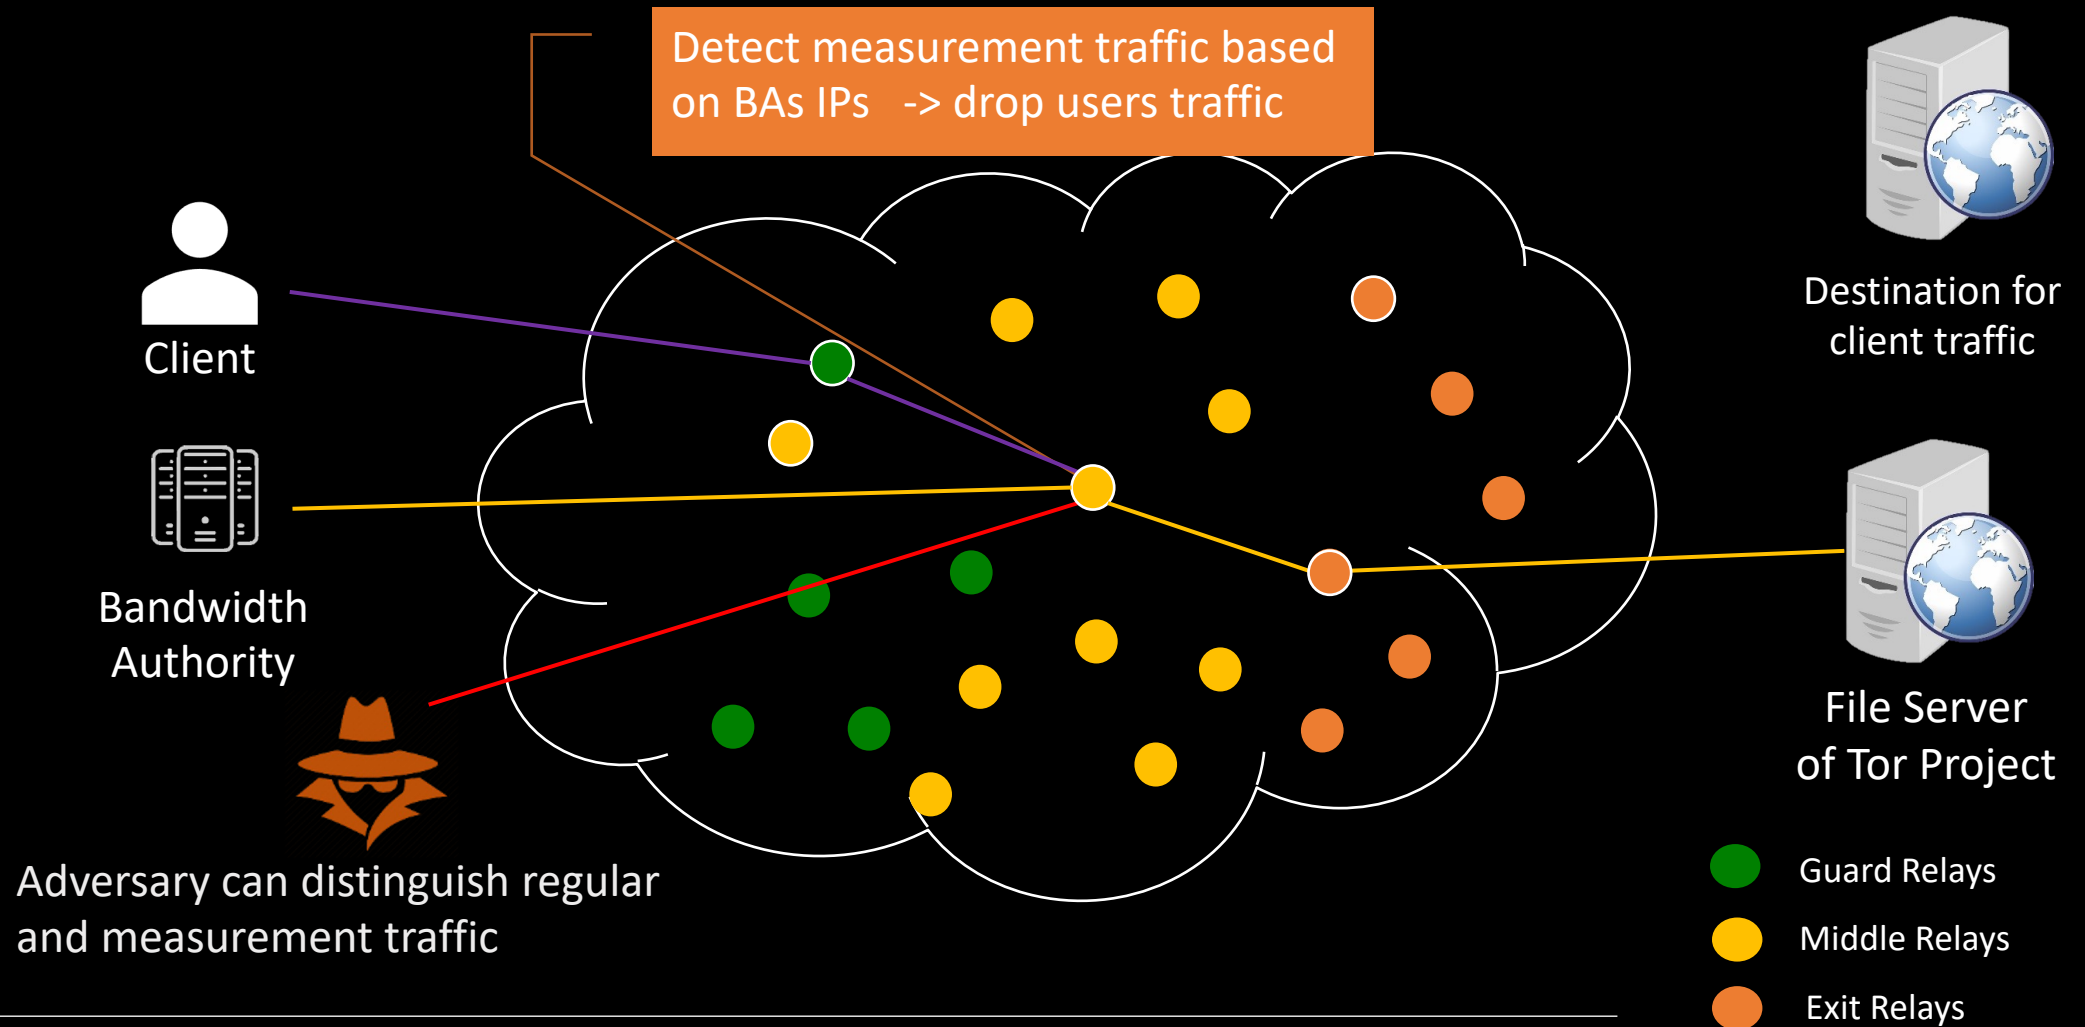 Detect measurement traffic based
on BAs IPs -> drop users traffic
Client
Destination for
client traffic
Bandwidth
Authority
File Server
of Tor Project
Adversary can distinguish regular
and measurement traffic
Guard Relays
Middle Relays
Exit Relays